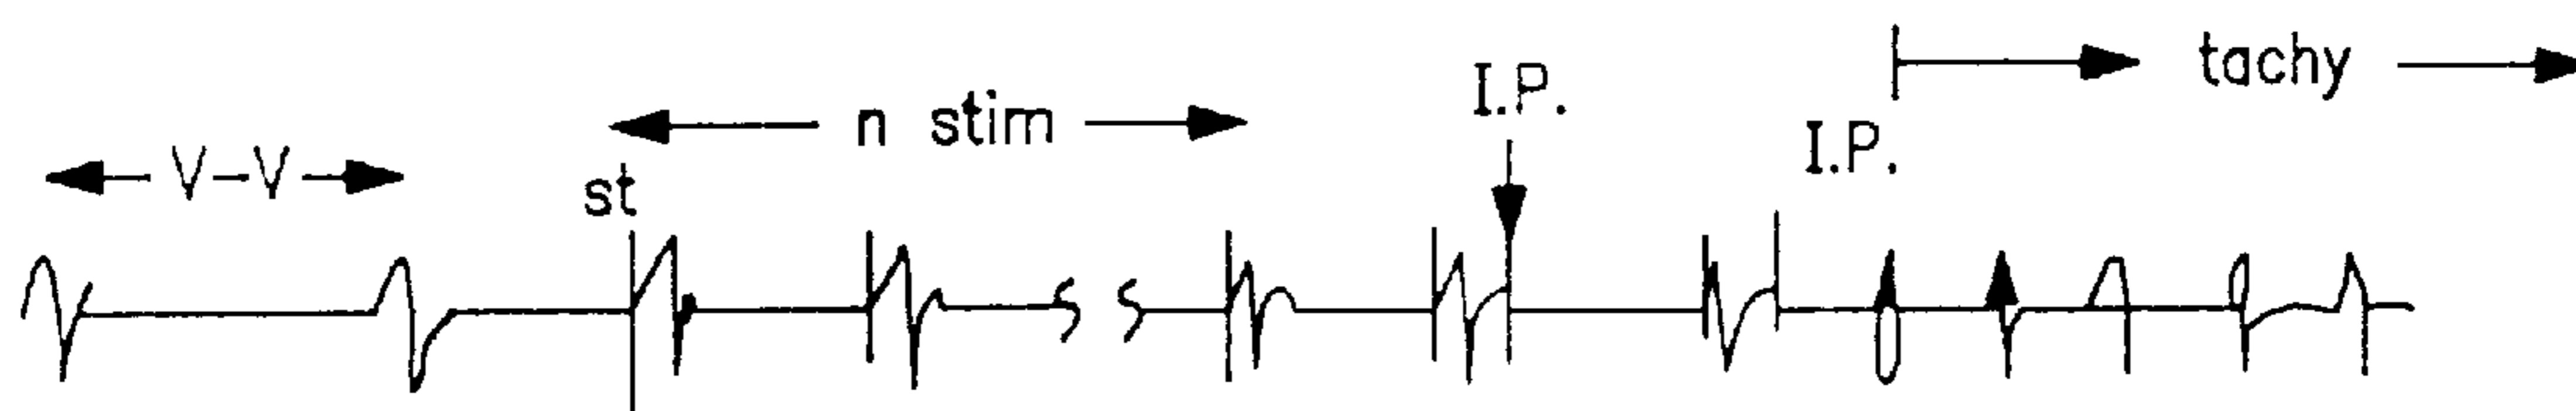 V-V
st
n stim
I.P.
I.P.
tachy